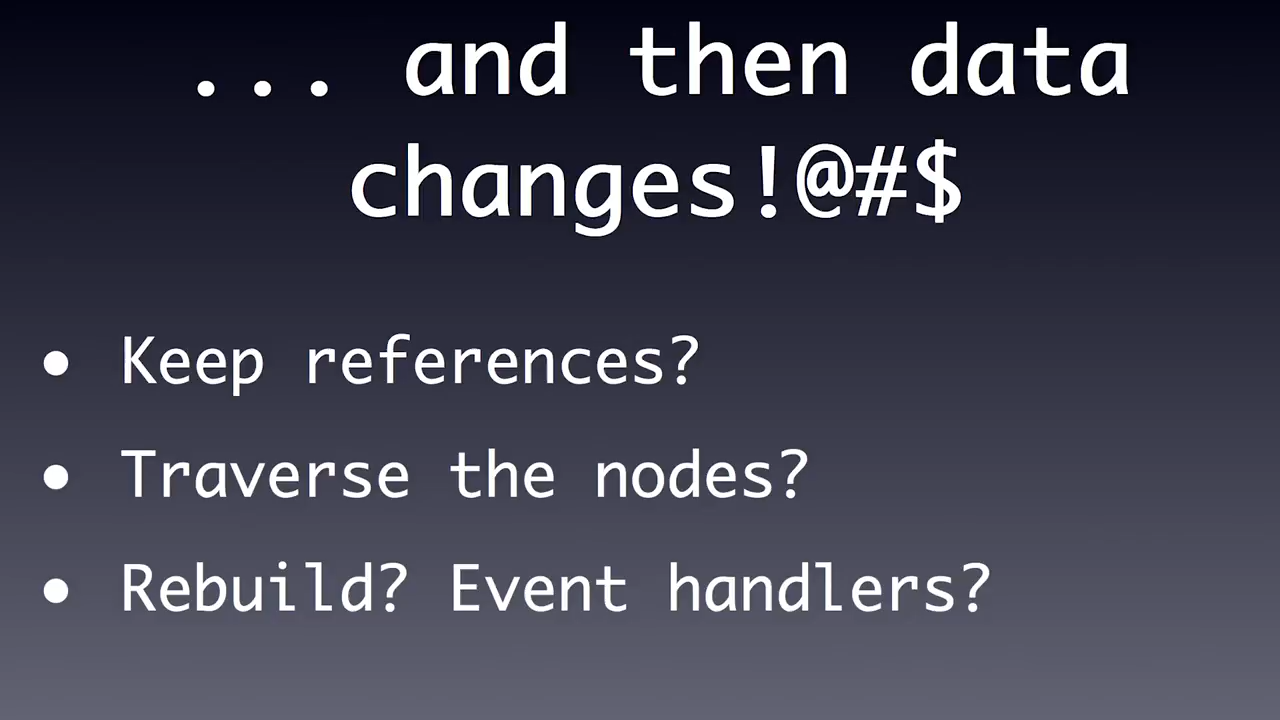 ... and then data
changes!@#$
• Keep references?
• Traverse the nodes?
• Rebuild? Event handlers?